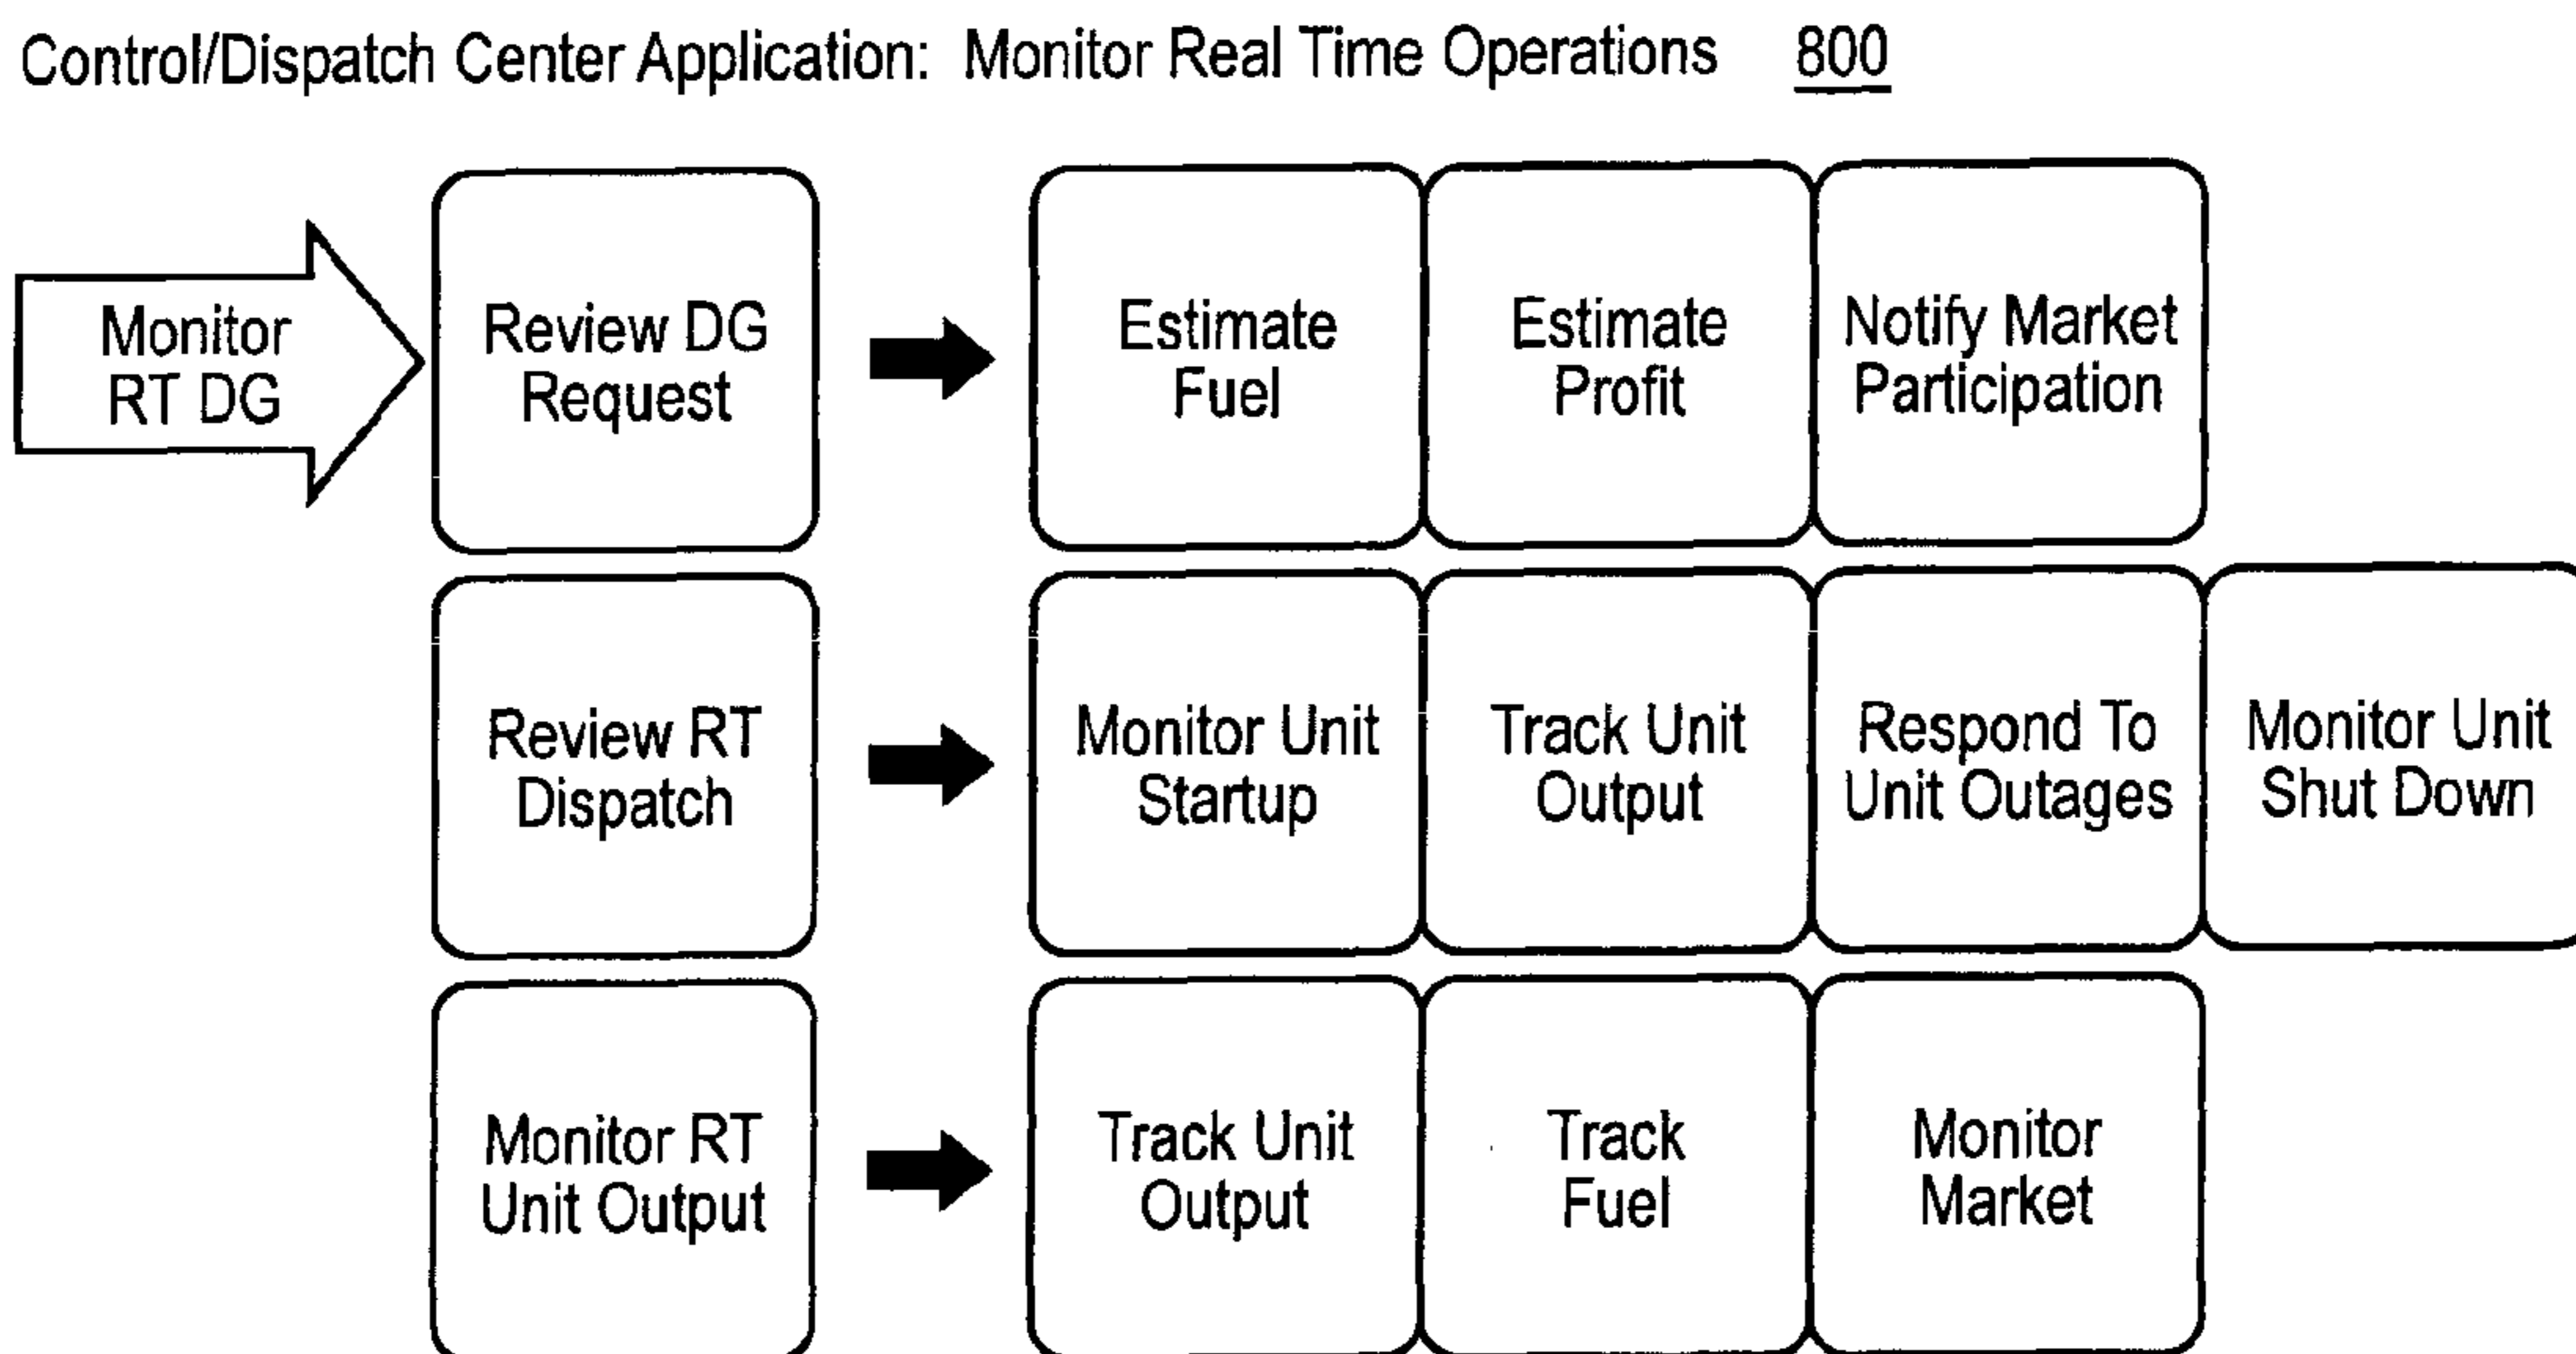 Control/Dispatch Center Application: Monitor Real Time Operations 800
Monitor
RT DG
Review DG
Request
Estimate
Fuel
Estimate
Profit
Notify Market
Participation
Review RT
Dispatch
Monitor Unit
Startup
Track Unit
Output
Respond To
Unit Outages
Monitor Unit
Shut Down
Monitor RT
Unit Output
Track Unit
Output
Track
Fuel
Monitor
Market